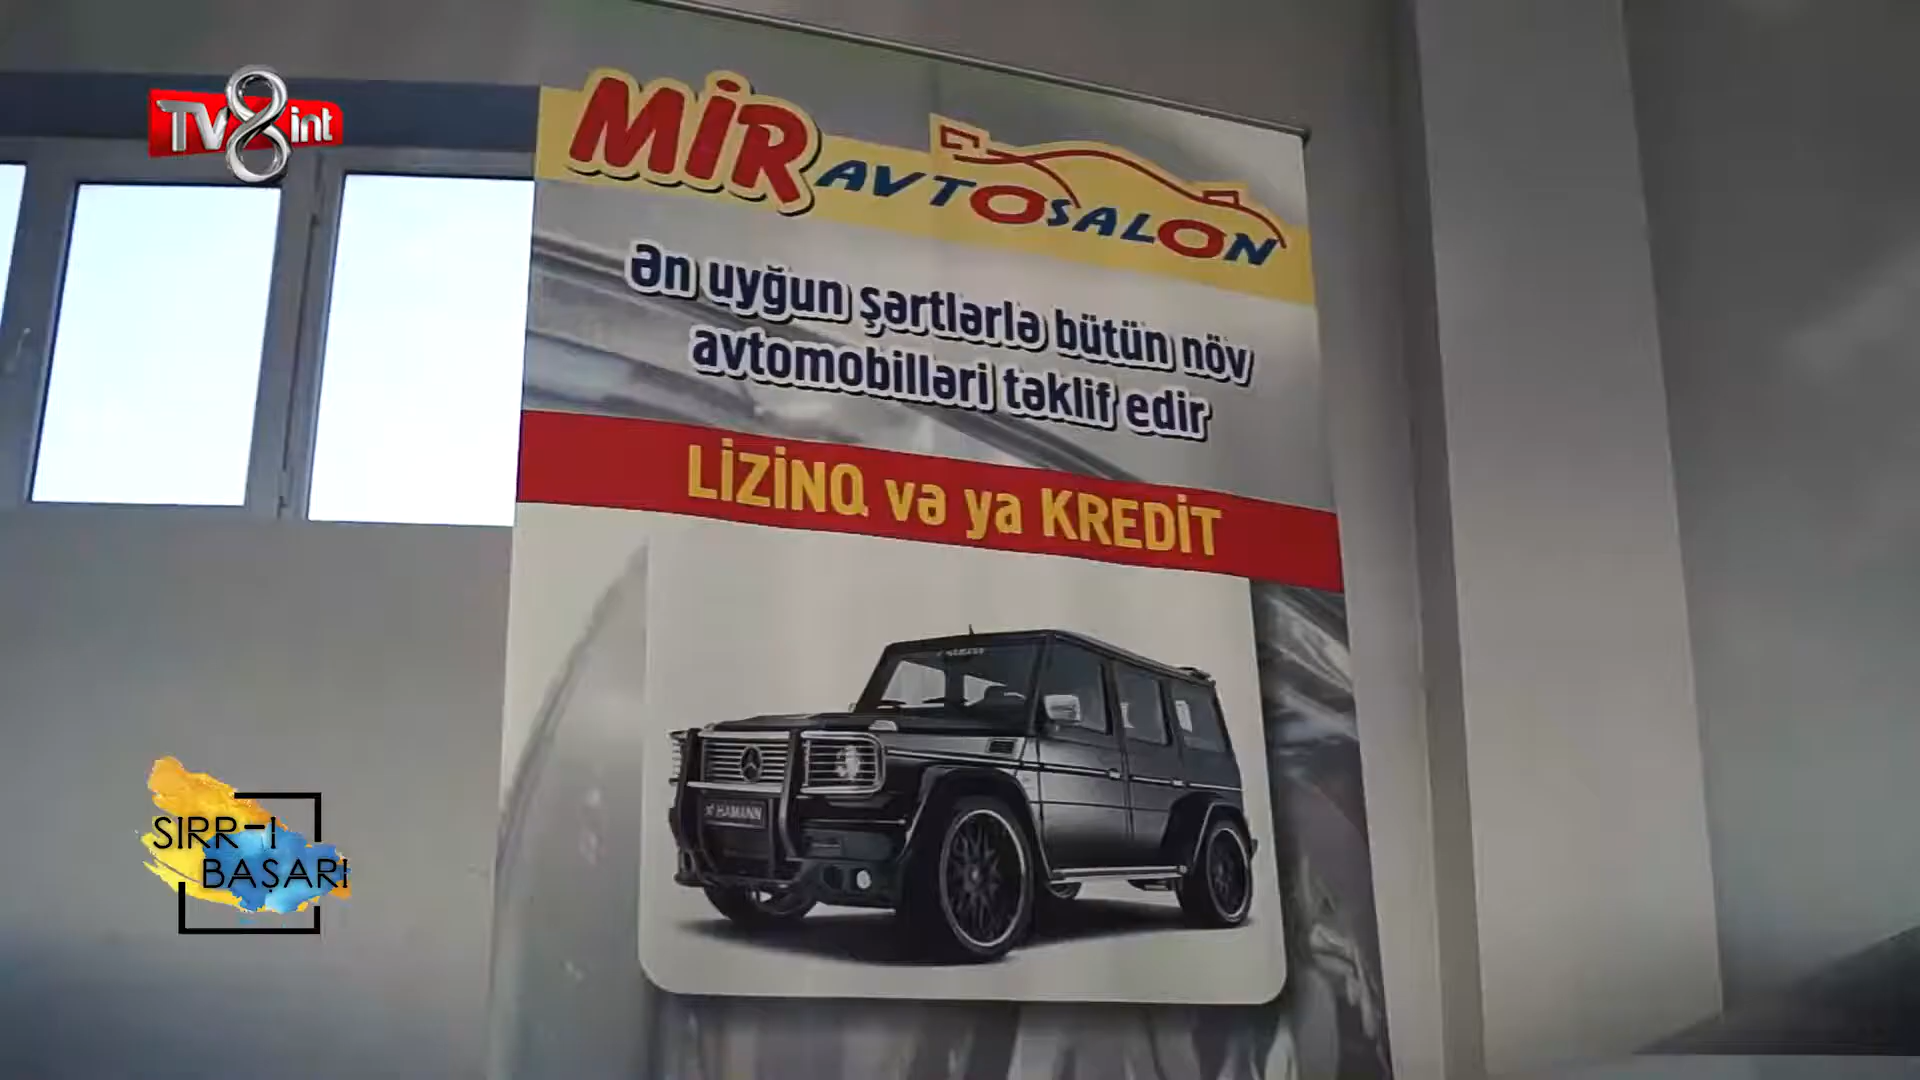 TV8int
MİR AVTOSALON
Ən uyğun şərtlərlə bütün növ
avtomobilləri təklif edir
LİZİNQ və ya KREDİT
HAMANN
SIRR-I
BAŞARI